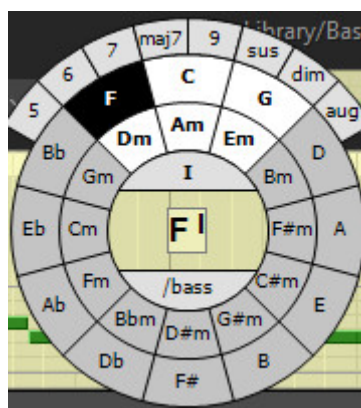 Library/Bas
5 6 7 maj7 9 sus dim aug
Bb F C G D
Gm Dm Am Em Bm
I
Eb Cm F I F#m A
Ab Fm /bass C#m E
Bbm D#m G#m
Db F# B